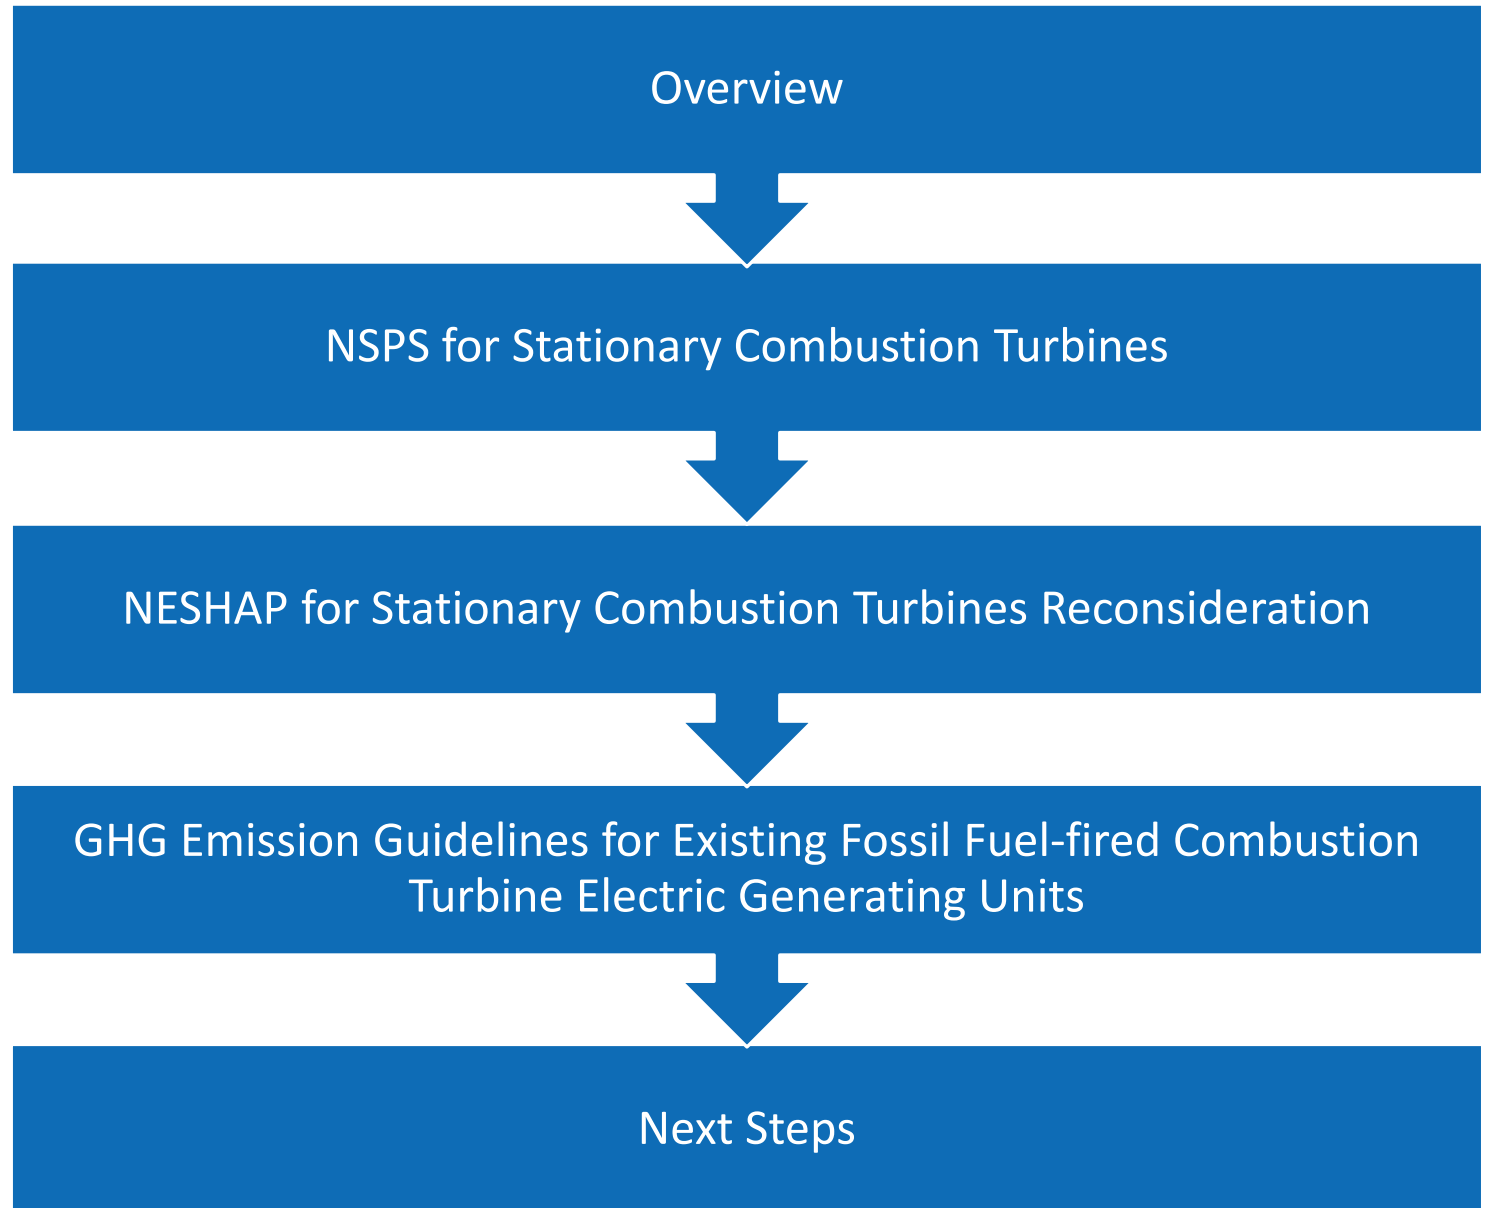 Overview
NSPS for Stationary Combustion Turbines
NESHAP for Stationary Combustion Turbines Reconsideration
GHG Emission Guidelines for Existing Fossil Fuel-fired Combustion
Turbine Electric Generating Units
Next Steps